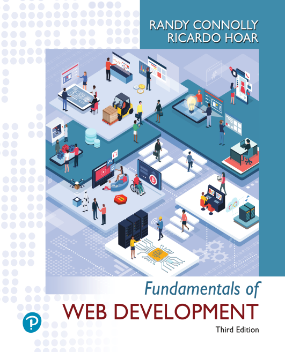 RANDY CONNOLLY
RICARDO HOAR
Fundamentals of
WEB DEVELOPMENT
Third Edition
P